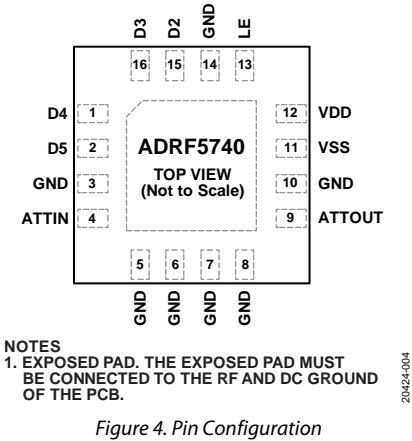 D3
D2
GND
LE
16
15
14
13
D4 1
D5 2
GND 3
ATTIN 4
ADRF5740
TOP VIEW
(Not to Scale)
12 VDD
11 VSS
10 GND
9 ATTOUT
5
6
7
8
GND
GND
GND
GND
NOTES
1. EXPOSED PAD. THE EXPOSED PAD MUST
BE CONNECTED TO THE RF AND DC GROUND
OF THE PCB.
20424-004
Figure 4. Pin Configuration